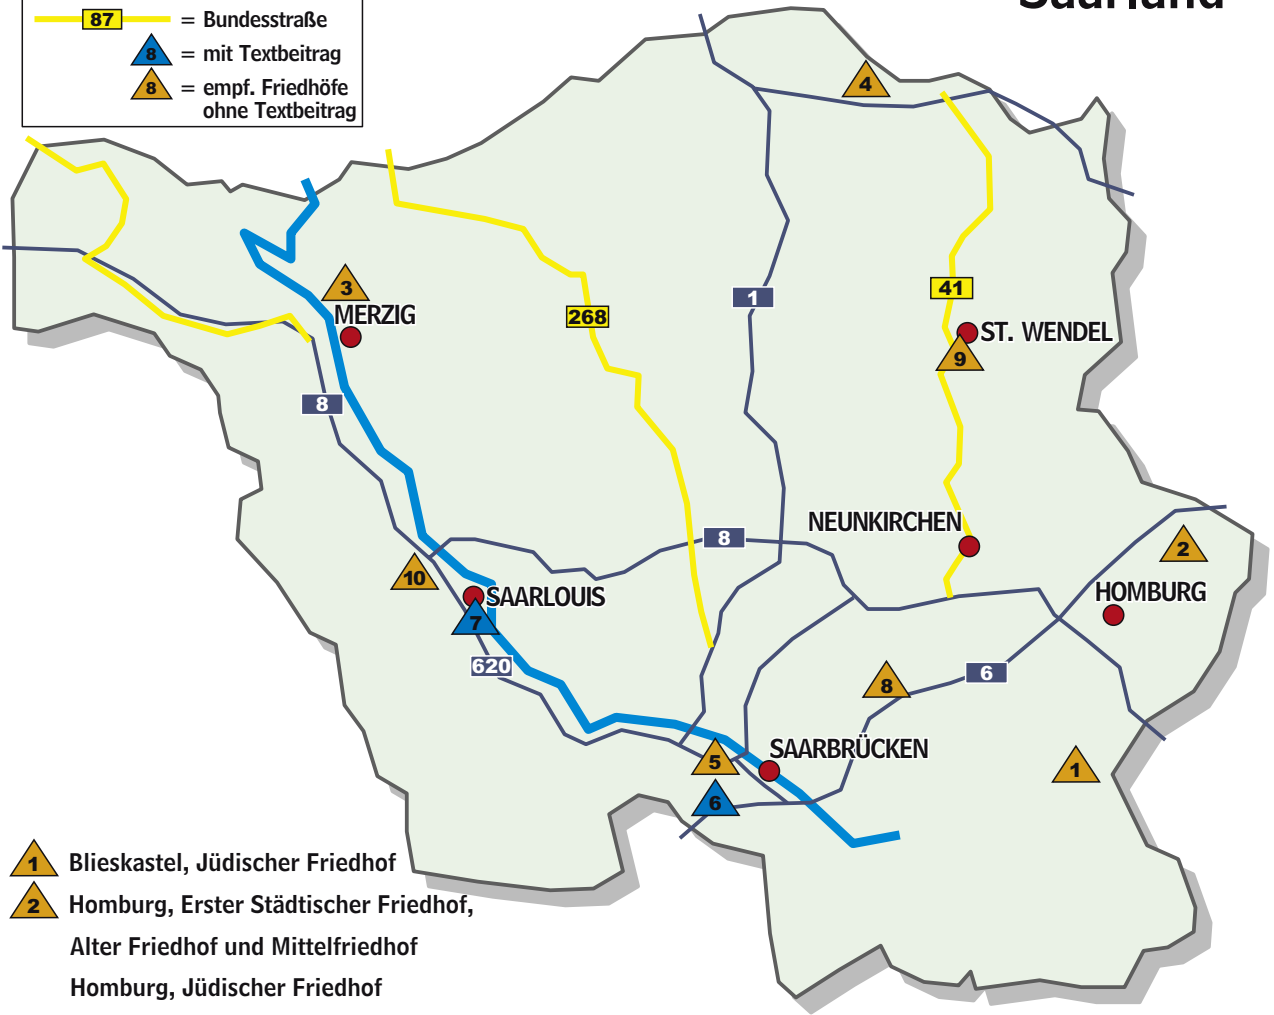 Saarland
87 = Bundesstraße
8 = mit Textbeitrag
8 = empf. Friedhöfe
ohne Textbeitrag
4
1
41
3
MERZIG
268
ST. WENDEL
9
8
NEUNKIRCHEN
8
2
10
SAARLOUIS
HOMBURG
7
620
8
6
SAARBRÜCKEN
5
1
6
1 Blieskastel, Jüdischer Friedhof
2 Homburg, Erster Städtischer Friedhof,
Alter Friedhof und Mittelfriedhof
Homburg, Jüdischer Friedhof